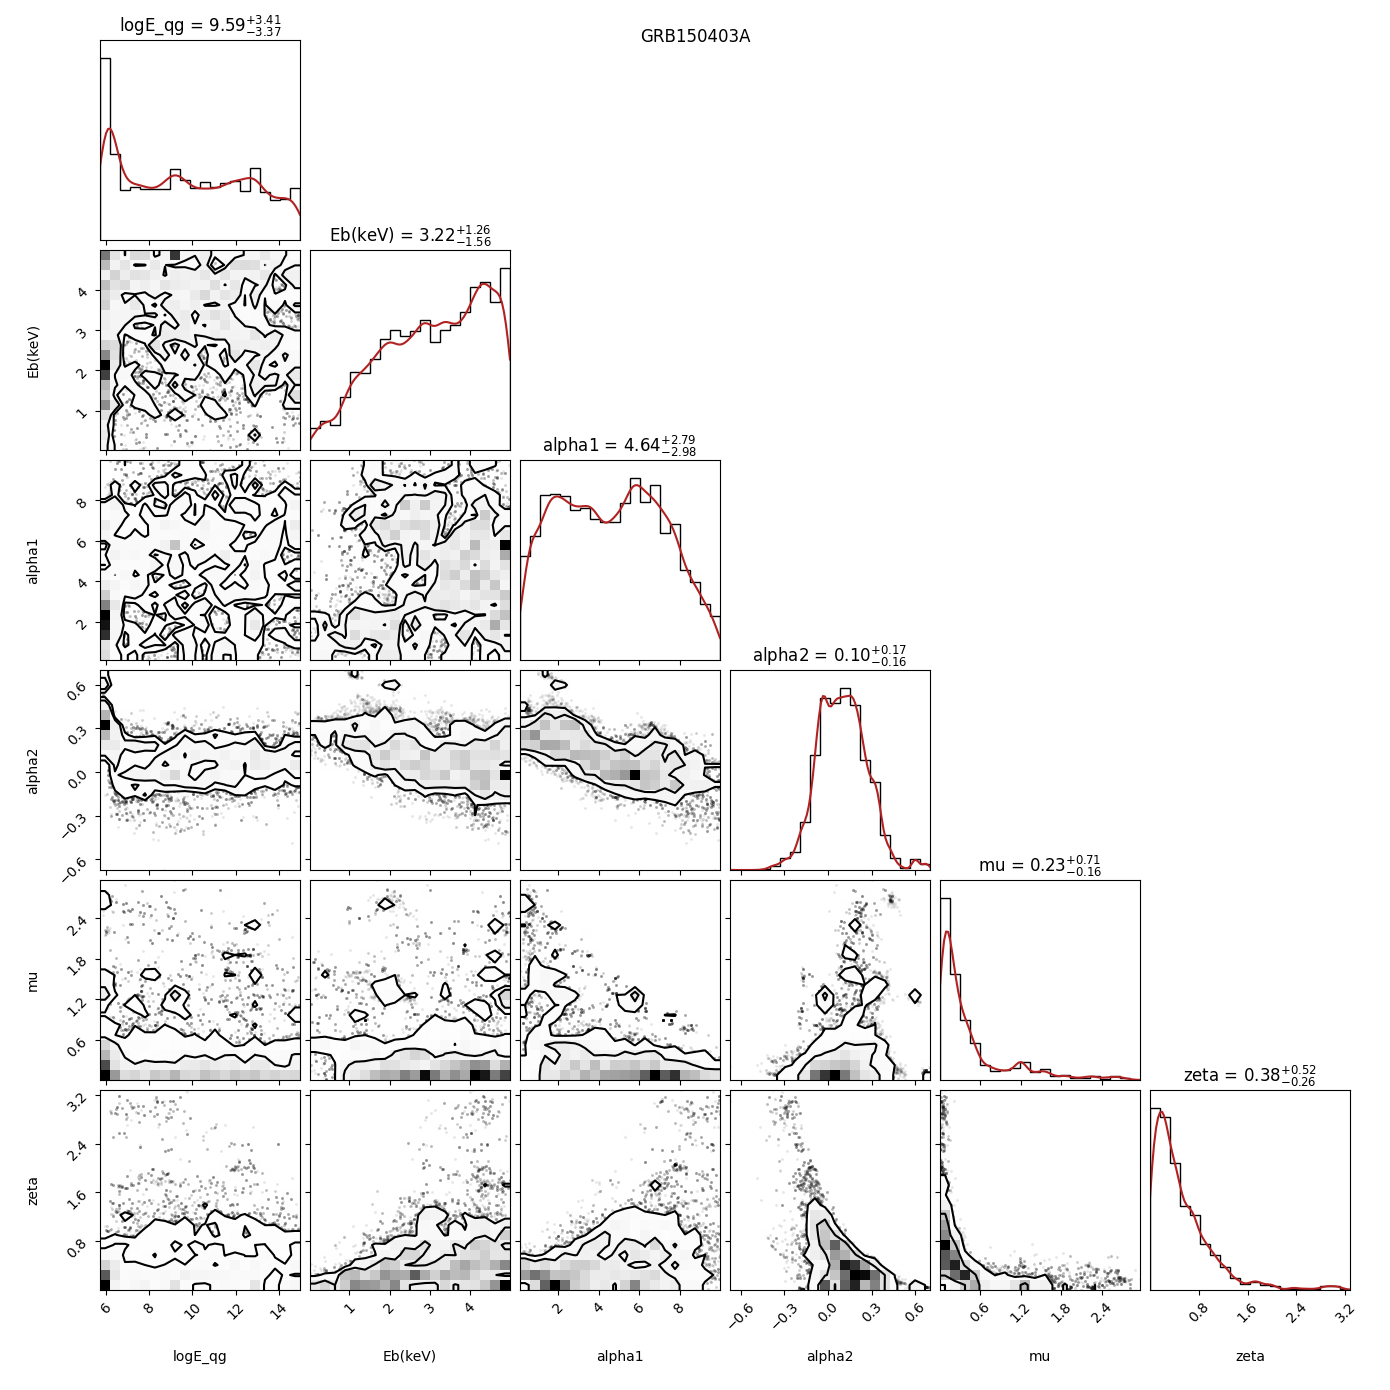 GRB150403A
logE_qg = 9.59^{+3.41}_{−3.37}
Eb(keV) = 3.22^{+1.26}_{−1.56}
4
3
2
1
Eb(keV)
alpha1 = 4.64^{+2.79}_{−2.98}
8
6
4
2
alpha1
alpha2 = 0.10^{+0.17}_{−0.16}
0.6
0.3
0.0
−0.3
−0.6
alpha2
mu = 0.23^{+0.71}_{−0.16}
2.4
1.8
1.2
0.6
mu
zeta = 0.38^{+0.52}_{−0.26}
3.2
2.4
1.6
0.8
zeta
6 8 10 12 14 1 2 3 4 2 4 6 8 −0.6 −0.3 0.0 0.3 0.6 0.6 1.2 1.8 2.4 0.8 1.6 2.4 3.2
logE_qg Eb(keV) alpha1 alpha2 mu zeta